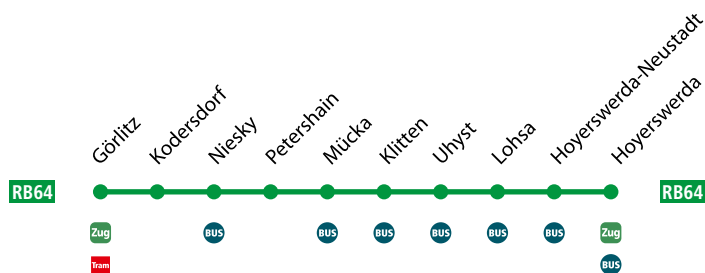 Görlitz
Kodersdorf
Niesky
Petershain
Mücka
Klitten
Uhyst
Lohsa
Hoyerswerda-Neustadt
Hoyerswerda
RB64 RB64
Zug BUS BUS BUS BUS BUS BUS Zug
Tram BUS